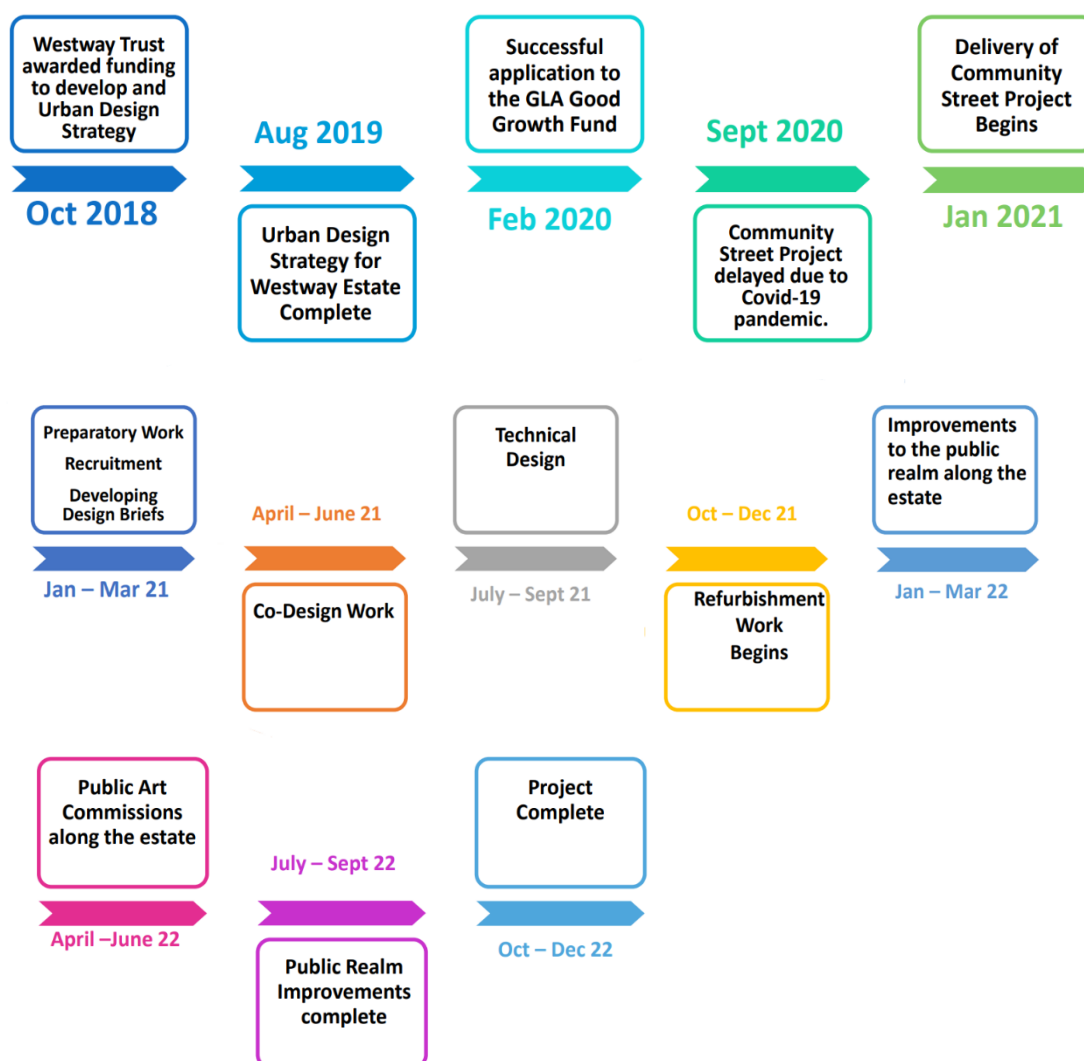 Westway Trust
awarded funding
to develop and
Urban Design
Strategy
Oct 2018
Aug 2019
Urban Design
Strategy for
Westway Estate
Complete
Successful
application to
the GLA Good
Growth Fund
Feb 2020
Sept 2020
Community
Street Project
delayed due to
Covid-19
pandemic.
Delivery of
Community
Street Project
Begins
Jan 2021
Preparatory Work
Recruitment
Developing
Design Briefs
Jan – Mar 21
April – June 21
Co-Design Work
Technical
Design
July – Sept 21
Oct – Dec 21
Refurbishment
Work
Begins
Improvements
to the public
realm along the
estate
Jan – Mar 22
Public Art
Commissions
along the estate
April –June 22
July – Sept 22
Public Realm
Improvements
complete
Project
Complete
Oct – Dec 22